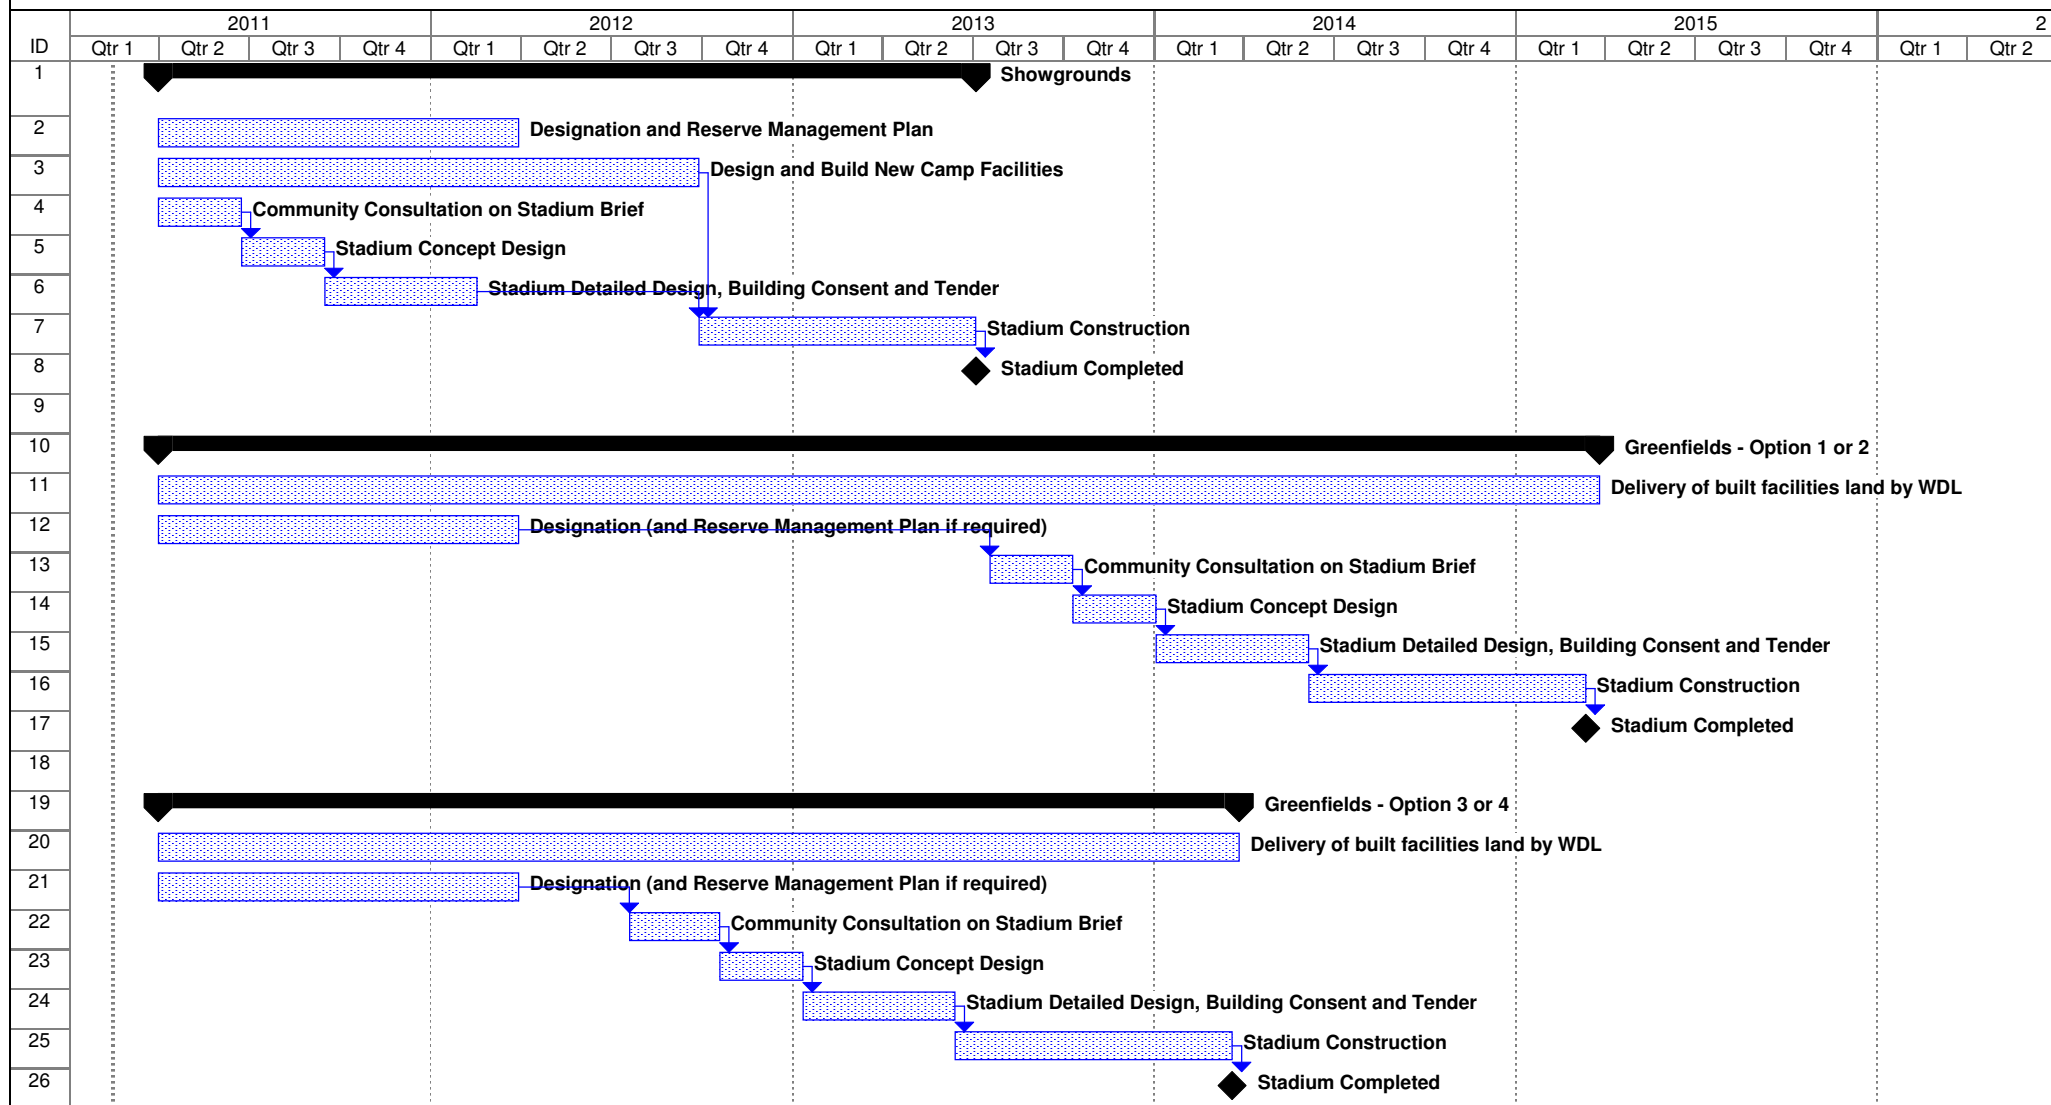 2011 2012 2013 2014 2015 2
ID Qtr 1 Qtr 2 Qtr 3 Qtr 4 Qtr 1 Qtr 2 Qtr 3 Qtr 4 Qtr 1 Qtr 2 Qtr 3 Qtr 4 Qtr 1 Qtr 2 Qtr 3 Qtr 4 Qtr 1 Qtr 2 Qtr 3 Qtr 4 Qtr 1 Qtr 2
1 Showgrounds
2 Designation and Reserve Management Plan
3 Design and Build New Camp Facilities
4 Community Consultation on Stadium Brief
5 Stadium Concept Design
6 Stadium Detailed Design, Building Consent and Tender
7 Stadium Construction
8 Stadium Completed
9
10 Greenfields - Option 1 or 2
11 Delivery of built facilities land by WDL
12 Designation (and Reserve Management Plan if required)
13 Community Consultation on Stadium Brief
14 Stadium Concept Design
15 Stadium Detailed Design, Building Consent and Tender
16 Stadium Construction
17 Stadium Completed
18
19 Greenfields - Option 3 or 4
20 Delivery of built facilities land by WDL
21 Designation (and Reserve Management Plan if required)
22 Community Consultation on Stadium Brief
23 Stadium Concept Design
24 Stadium Detailed Design, Building Consent and Tender
25 Stadium Construction
26 Stadium Completed